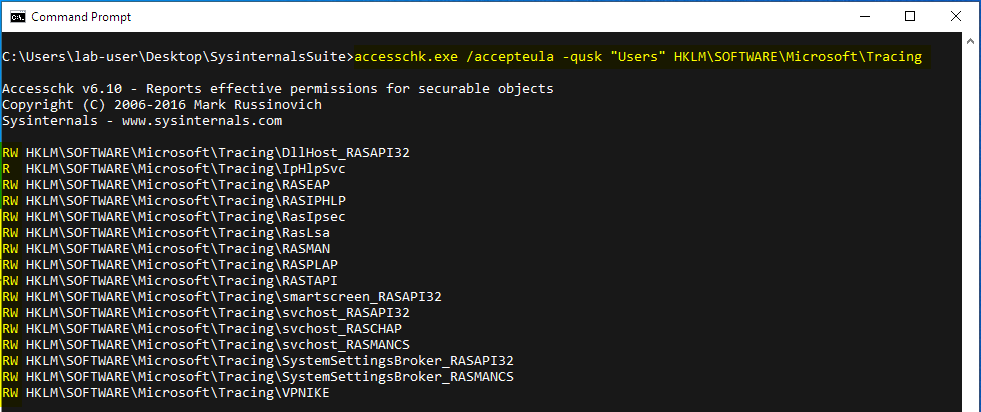 Command Prompt
C:\Users\lab-user\Desktop\SysinternalsSuite>accesschk.exe /accepteula -qusk "Users" HKLM\SOFTWARE\Microsoft\Tracing
Accesschk v6.10 - Reports effective permissions for securable objects
Copyright (C) 2006-2016 Mark Russinovich
Sysinternals - www.sysinternals.com
RW HKLM\SOFTWARE\Microsoft\Tracing\DllHost_RASAPI32
R  HKLM\SOFTWARE\Microsoft\Tracing\IpHlpSvc
RW HKLM\SOFTWARE\Microsoft\Tracing\RASEAP
RW HKLM\SOFTWARE\Microsoft\Tracing\RASIPHLP
RW HKLM\SOFTWARE\Microsoft\Tracing\RasIpsec
RW HKLM\SOFTWARE\Microsoft\Tracing\RasLsa
RW HKLM\SOFTWARE\Microsoft\Tracing\RASMAN
RW HKLM\SOFTWARE\Microsoft\Tracing\RASPLAP
RW HKLM\SOFTWARE\Microsoft\Tracing\RASTAPI
RW HKLM\SOFTWARE\Microsoft\Tracing\smartscreen_RASAPI32
RW HKLM\SOFTWARE\Microsoft\Tracing\svchost_RASAPI32
RW HKLM\SOFTWARE\Microsoft\Tracing\svchost_RASCHAP
RW HKLM\SOFTWARE\Microsoft\Tracing\svchost_RASMANCS
RW HKLM\SOFTWARE\Microsoft\Tracing\SystemSettingsBroker_RASAPI32
RW HKLM\SOFTWARE\Microsoft\Tracing\SystemSettingsBroker_RASMANCS
RW HKLM\SOFTWARE\Microsoft\Tracing\VPNIKE